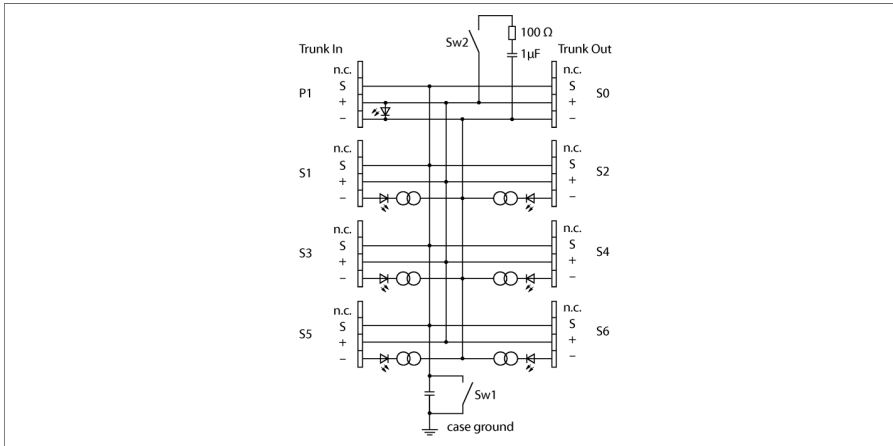 Sw2
100 Ω
1µF
Trunk In
Trunk Out
n.c.
n.c.
P1
S
S
S0
+
+
–
–
n.c.
n.c.
S1
S
S
S2
+
+
–
–
n.c.
n.c.
S3
S
S
S4
+
+
–
–
n.c.
n.c.
S5
S
S
S6
+
+
–
–
Sw1
case ground